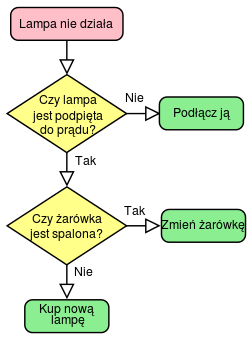 Lampa nie działa
Czy lampa
jest podpięta
do prądu?
Nie
Podłącz ją
Tak
Czy żarówka
jest spalona?
Tak
Zmień żarówkę
Nie
Kup nową
lampę